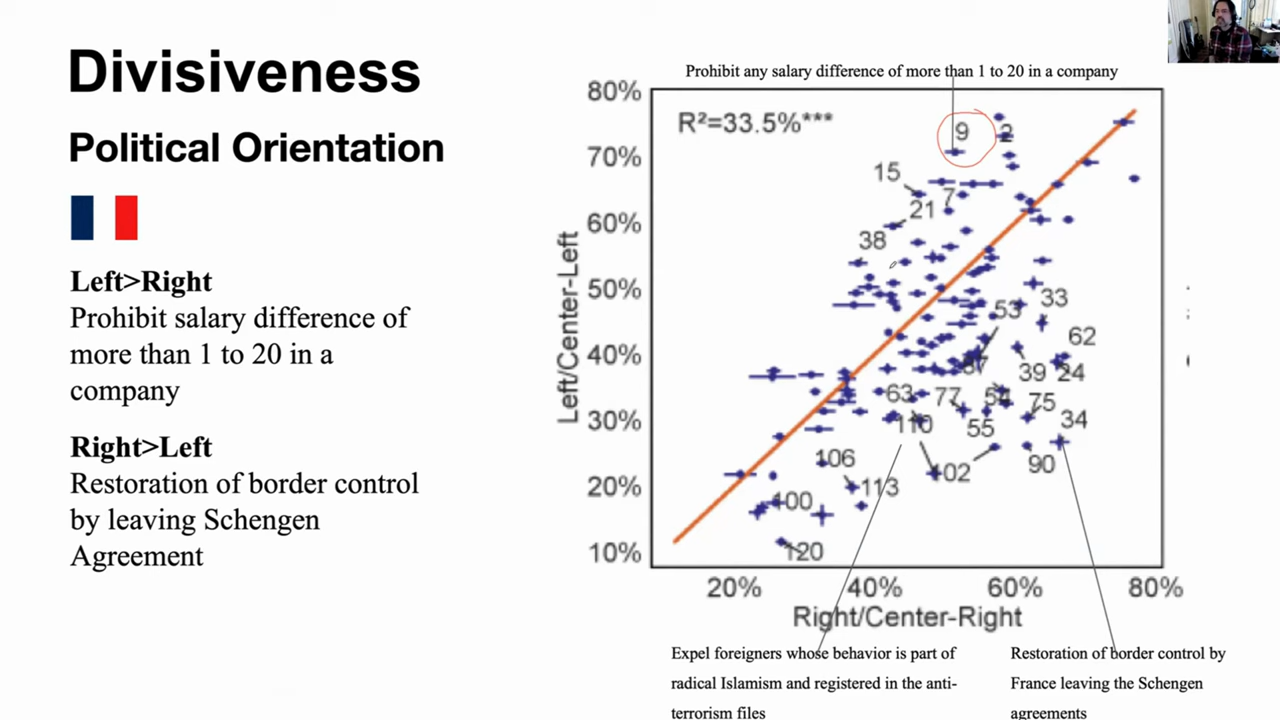 Divisiveness
Political Orientation
Left>Right
Prohibit salary difference of
more than 1 to 20 in a
company
Right>Left
Restoration of border control
by leaving Schengen
Agreement
Prohibit any salary difference of more than 1 to 20 in a company
R²=33.5%***
80%
70%
60%
50%
40%
30%
20%
10%
Left/Center-Left
9
2
15
7
21
38
33
53
62
37
39
24
63
77
54
75
110
55
34
106
102
90
113
100
120
20%
40%
60%
80%
Right/Center-Right
Expel foreigners whose behavior is part of
radical Islamism and registered in the anti-
terrorism files
Restoration of border control by
France leaving the Schengen
agreements